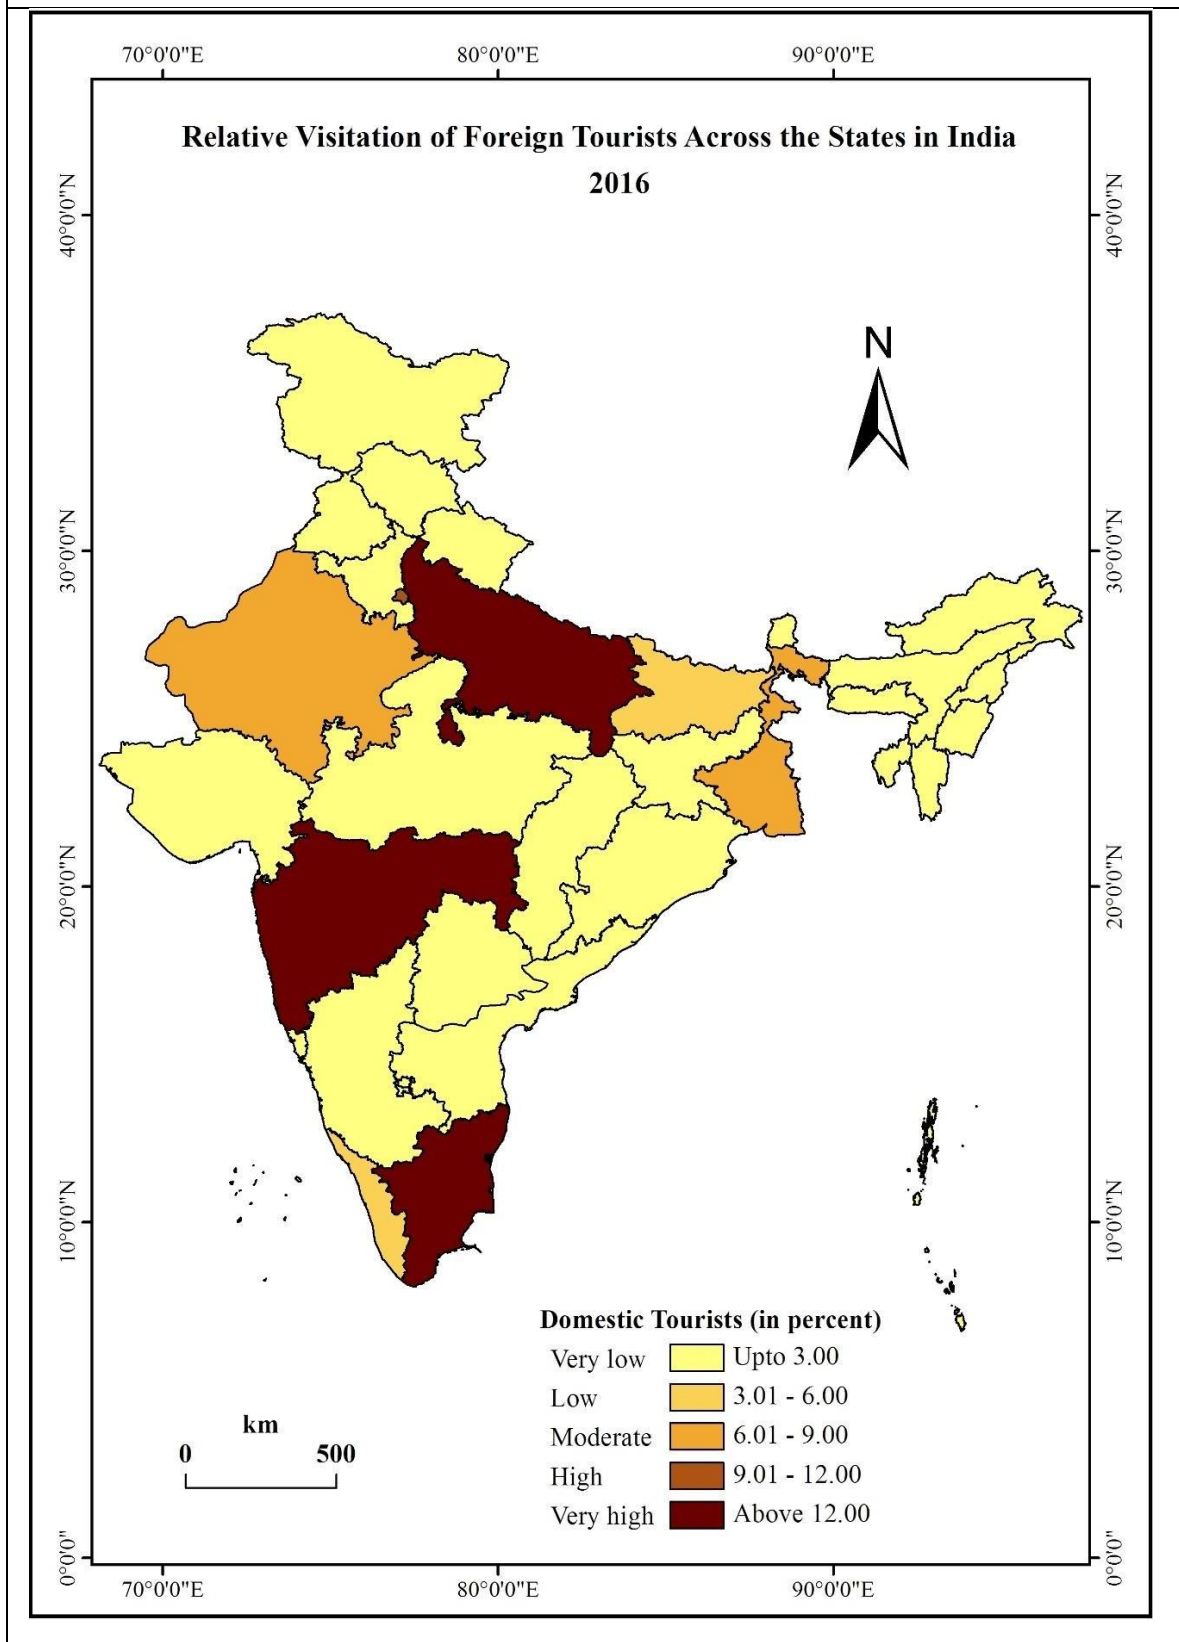 70°0'0"E 80°0'0"E 90°0'0"E
Relative Visitation of Foreign Tourists Across the States in India
2016
40°0'0"N 40°0'0"N
N
30°0'0"N 30°0'0"N
20°0'0"N 20°0'0"N
10°0'0"N 10°0'0"N
Domestic Tourists (in percent)
Very low Upto 3.00
Low 3.01 - 6.00
Moderate 6.01 - 9.00
High 9.01 - 12.00
Very high Above 12.00
km
0 500
0°0'0" 0°0'0"
70°0'0"E 80°0'0"E 90°0'0"E